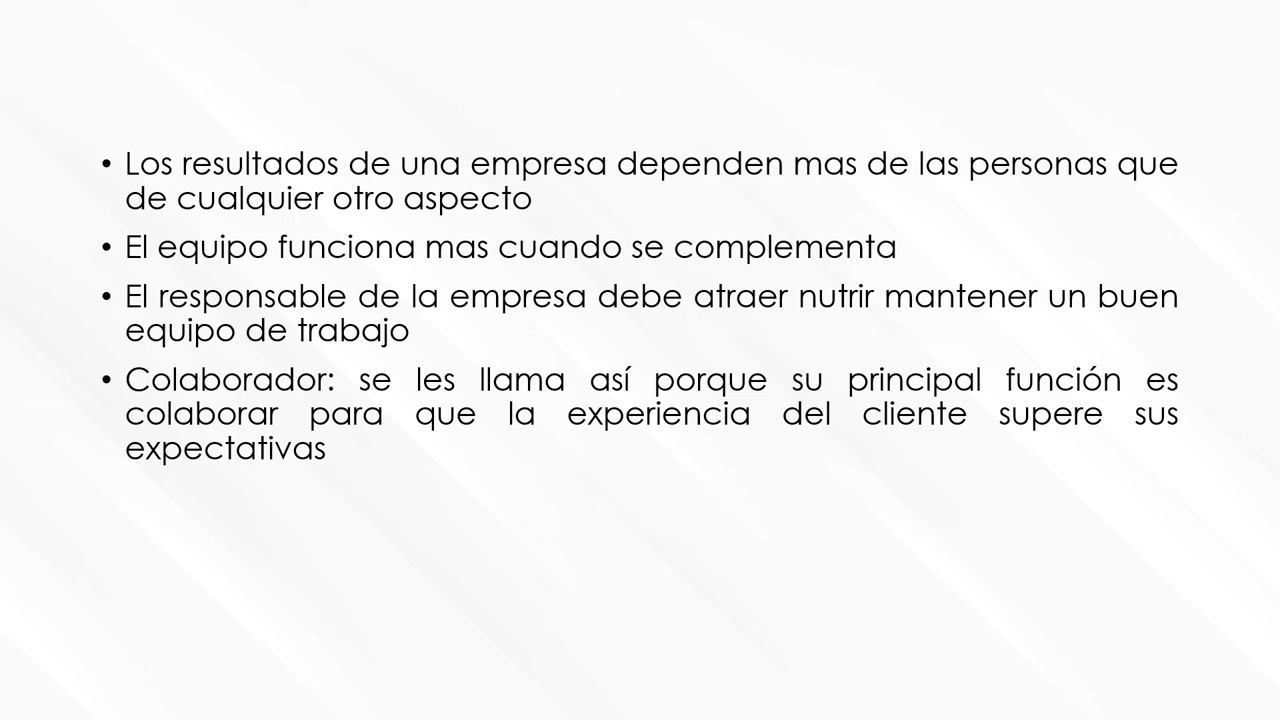 • Los resultados de una empresa dependen mas de las personas que
de cualquier otro aspecto
• El equipo funciona mas cuando se complementa
• El responsable de la empresa debe atraer nutrir mantener un buen
equipo de trabajo
• Colaborador: se les llama así porque su principal función es
colaborar para que la experiencia del cliente supere sus
expectativas